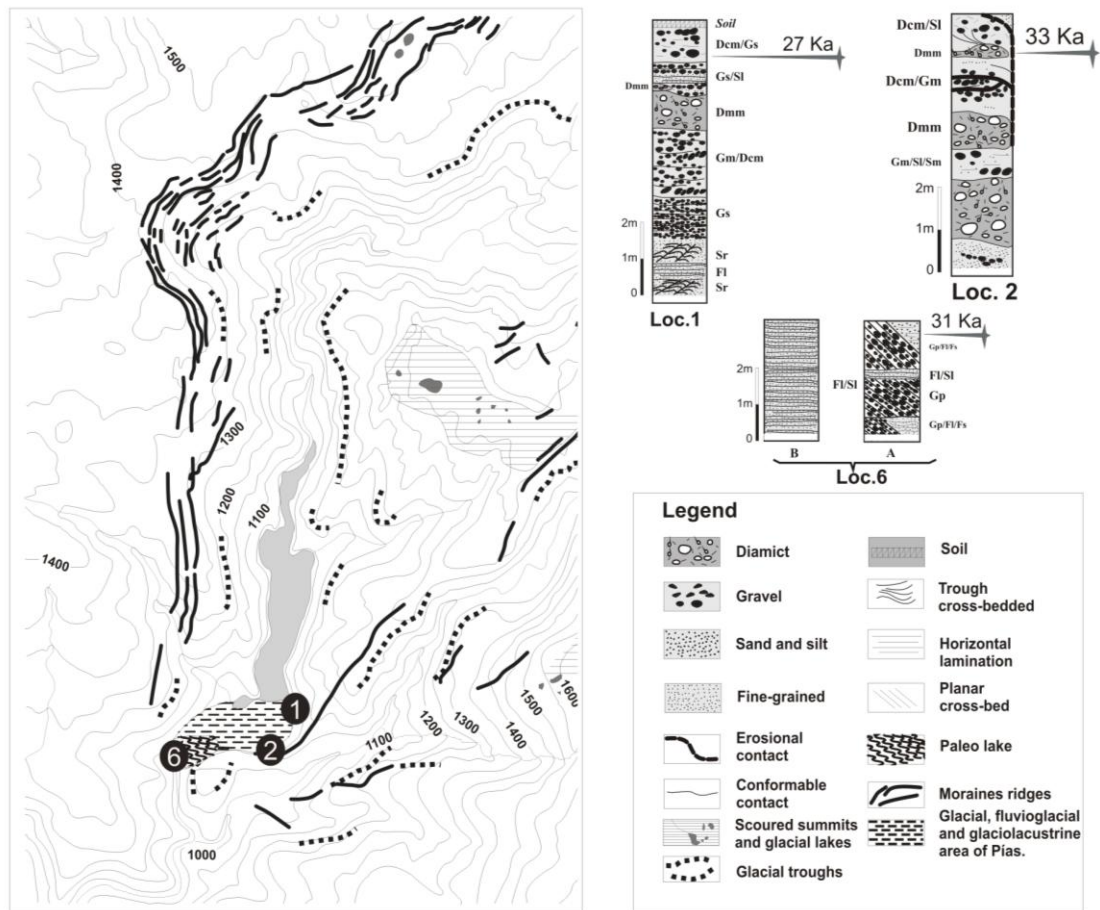 1500
1400
1300
1200
1100
1400
1
2
6
1000
1100
1200
1300
1400
1500
1600
Soil
Dcm/Gs
27 Ka
Gs/Sl
Dmm
Dmm
Gm/Dcm
Gs
Sr
Fl
Sr
2m
1m
0
Loc.1
Dcm/Sl
33 Ka
Dmm
Dcm/Gm
Dmm
Gm/Sl/Sm
2m
1m
0
Loc. 2
31 Ka
Gp/Fl/Fs
Fl/Sl
Fl/Sl
Gp
Gp/Fl/Fs
2m
1m
0
B
A
Loc.6
Legend
Diamict
Gravel
Sand and silt
Fine-grained
Erosional
contact
Conformable
contact
Scoured summits
and glacial lakes
Glacial troughs
Soil
Trough
cross-bedded
Horizontal
lamination
Planar
cross-bed
Paleo lake
Moraines ridges
Glacial, fluvioglacial
and glaciolacustrine
area of Pías.